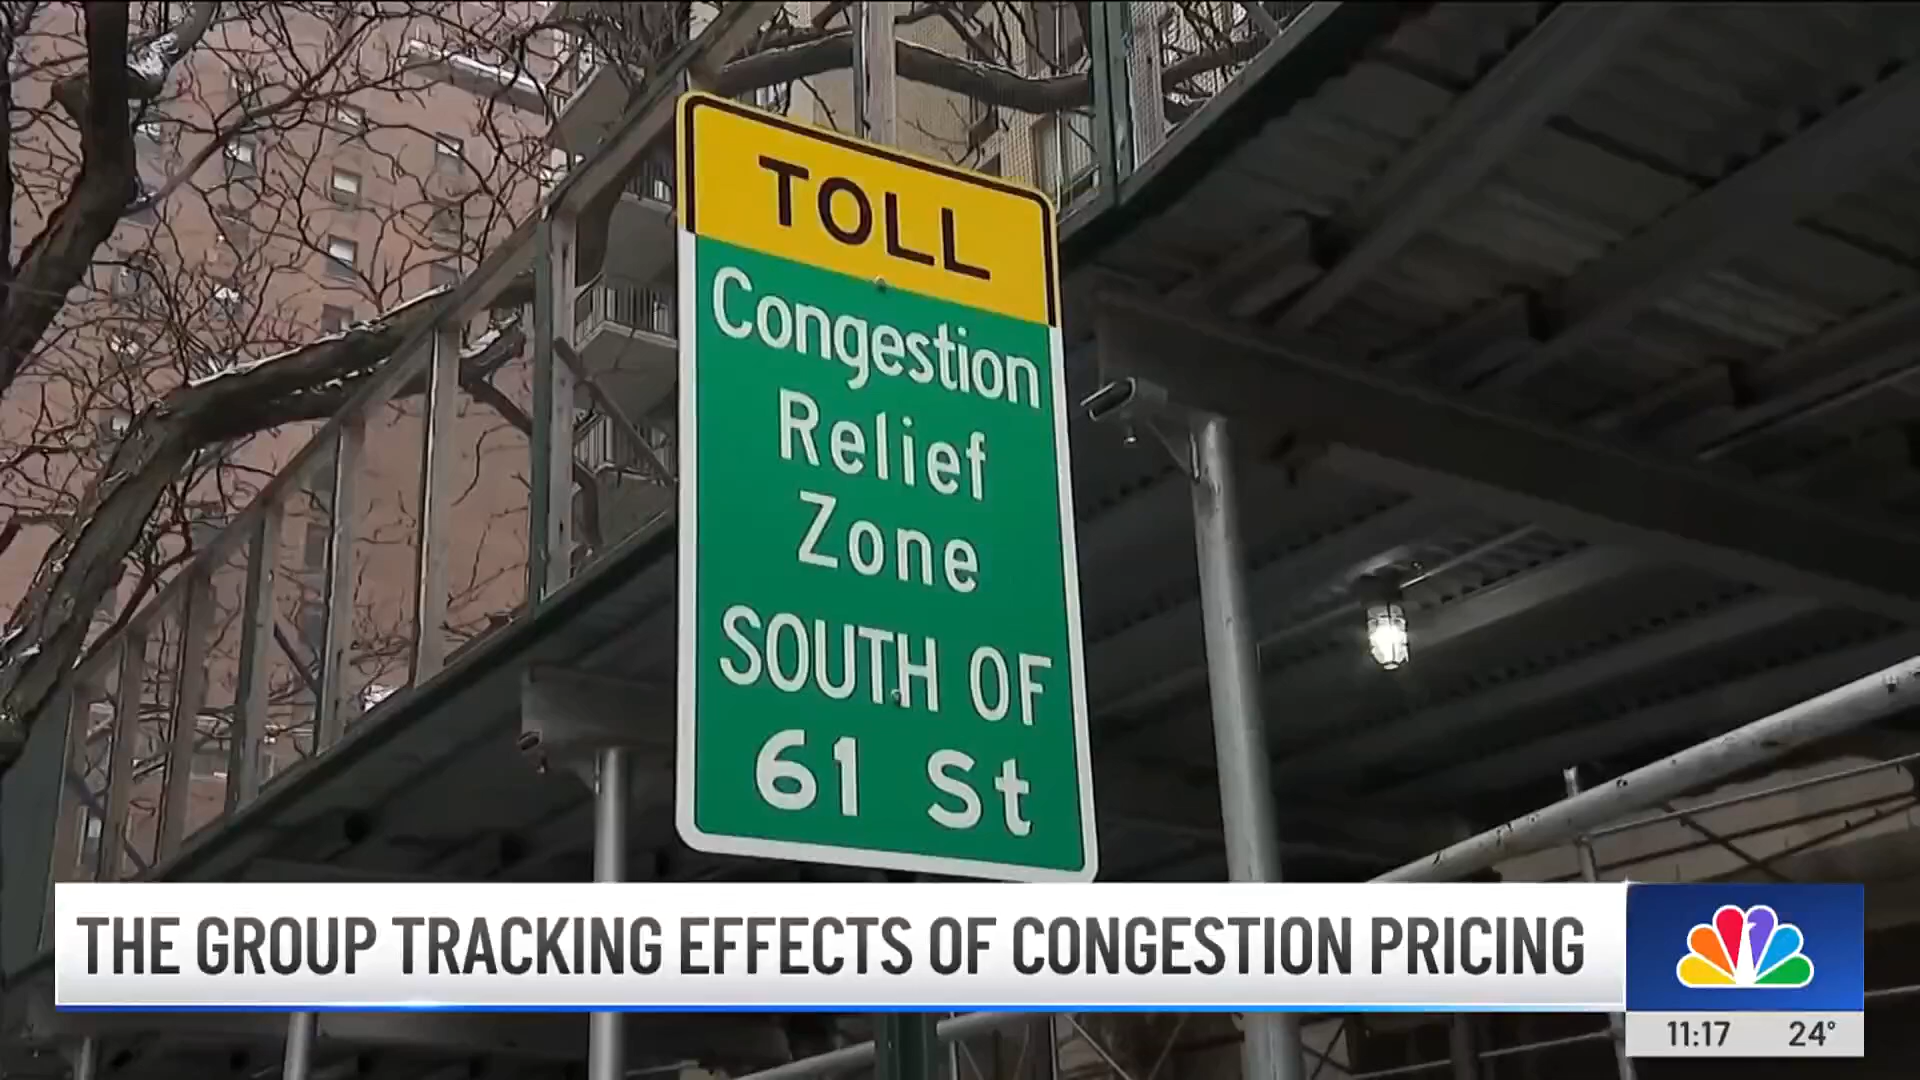 TOLL
Congestion
Relief
Zone
SOUTH OF
61 St
THE GROUP TRACKING EFFECTS OF CONGESTION PRICING
11:17 24°